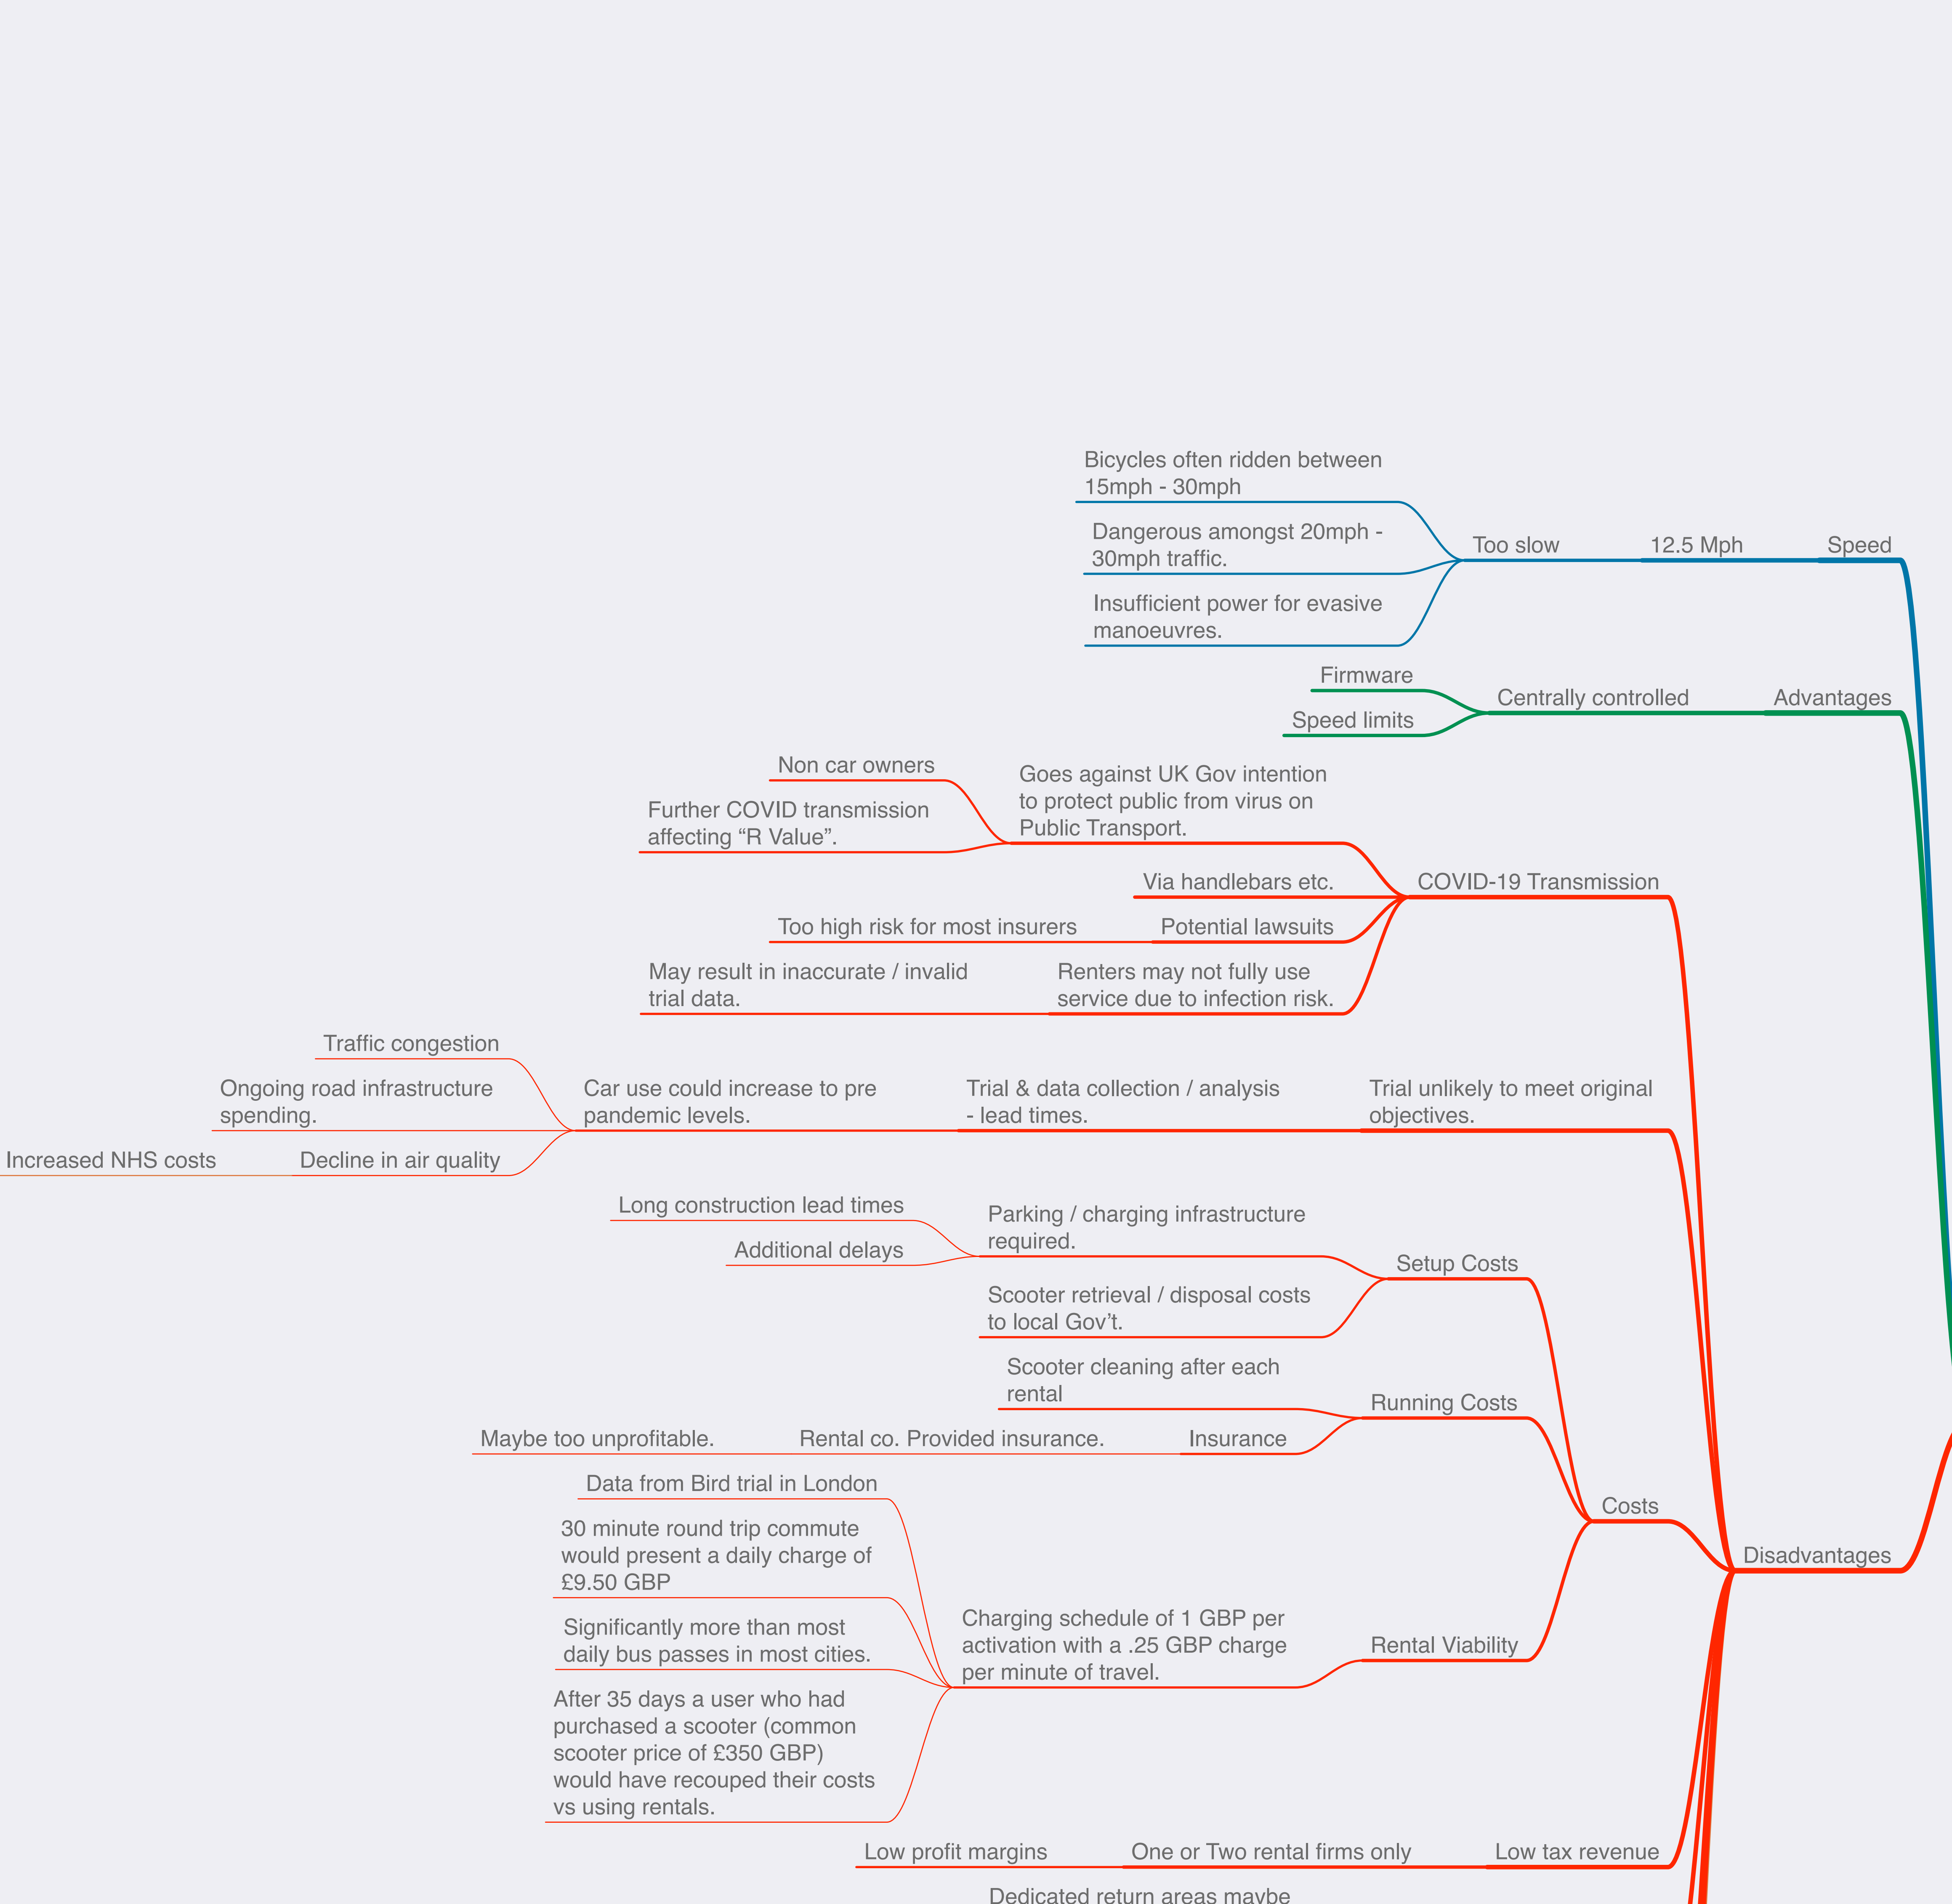 Bicycles often ridden between
15mph - 30mph
Dangerous amongst 20mph -
30mph traffic.
Insufficient power for evasive
manoeuvres.
Too slow
12.5 Mph
Speed
Firmware
Speed limits
Centrally controlled
Advantages
Non car owners
Further COVID transmission
affecting “R Value”.
Goes against UK Gov intention
to protect public from virus on
Public Transport.
Via handlebars etc.
COVID-19 Transmission
Too high risk for most insurers
Potential lawsuits
May result in inaccurate / invalid
trial data.
Renters may not fully use
service due to infection risk.
Traffic congestion
Ongoing road infrastructure
spending.
Increased NHS costs
Decline in air quality
Car use could increase to pre
pandemic levels.
Trial & data collection / analysis
- lead times.
Trial unlikely to meet original
objectives.
Long construction lead times
Additional delays
Parking / charging infrastructure
required.
Scooter retrieval / disposal costs
to local Gov’t.
Setup Costs
Scooter cleaning after each
rental
Maybe too unprofitable.
Rental co. Provided insurance.
Insurance
Running Costs
Data from Bird trial in London
30 minute round trip commute
would present a daily charge of
£9.50 GBP
Significantly more than most
daily bus passes in most cities.
After 35 days a user who had
purchased a scooter (common
scooter price of £350 GBP)
would have recouped their costs
vs using rentals.
Charging schedule of 1 GBP per
activation with a .25 GBP charge
per minute of travel.
Rental Viability
Costs
Disadvantages
Low profit margins
One or Two rental firms only
Low tax revenue
Dedicated return areas maybe